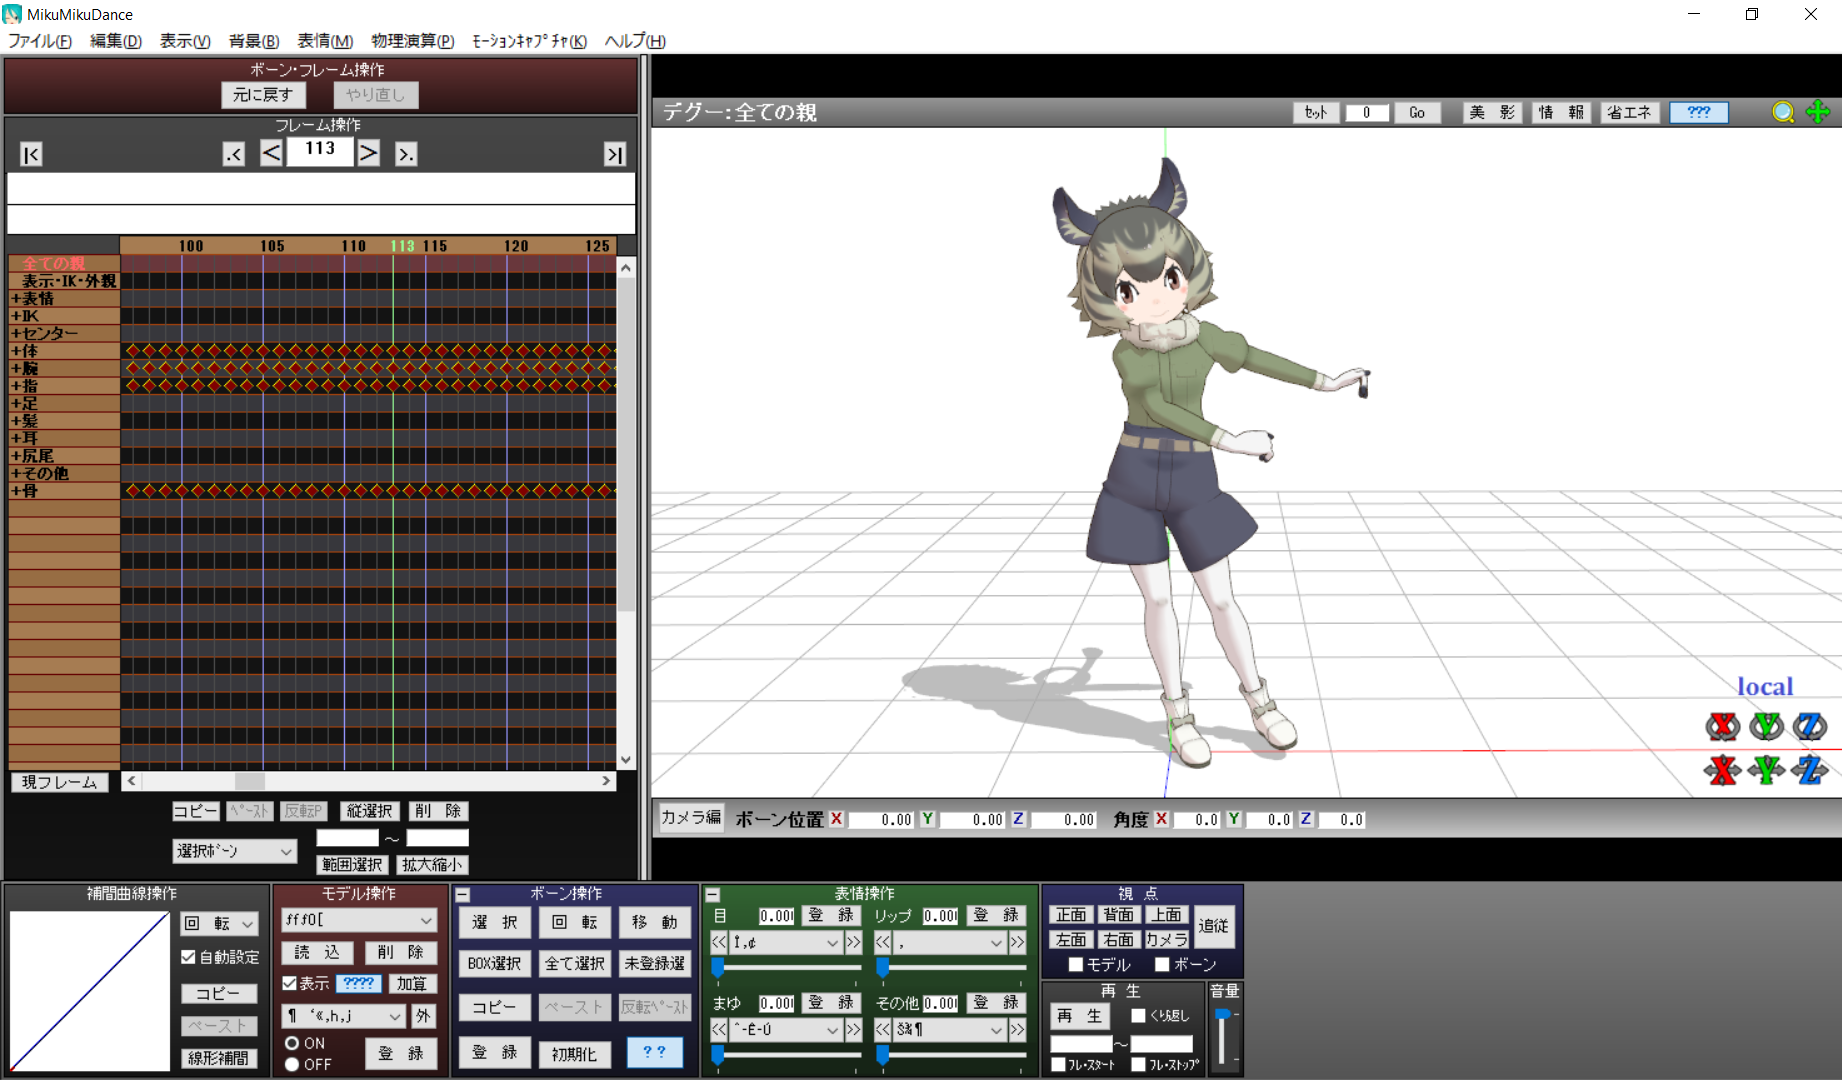 MikuMikuDance
ファイル(F) 編集(D) 表示(V) 背景(B) 表情(M) 物理演算(P) ﾓｰｼｮﾝｷｬﾌﾟﾁｬ(K) ヘルプ(H)
ボーン・フレーム操作
元に戻す やり直し
フレーム操作
|< .< < 113 > >. >|
100 105 110 113 115 120 125
全ての親
表示・IK・外親
+表情
+IK
+センター
+体
+腕
+指
+足
+髪
+耳
+尻尾
+その他
+骨
現フレーム
コピー ﾍﾟｰｽﾄ 反転P 縦選択 削 除
選択ﾎﾞｰﾝ ～
範囲選択 拡大縮小
デグー:全ての親 ｾｯﾄ 0 Go 美 影 情 報 省エネ ???
local
X Y Z
X Y Z
カメラ編 ボーン位置 X 0.00 Y 0.00 Z 0.00 角度 X 0.0 Y 0.0 Z 0.0
補間曲線操作
回 転
自動設定
コピー
ペースト
線形補間
モデル操作
ff.f0[
読 込 削 除
表示 ???? 加算
¶ ‘«‚h‚j 外
ON
OFF
登 録
ボーン操作
選 択 回 転 移 動
BOX選択 全て選択 未登録選
コピー ペースト 反転ﾍﾟｰｽﾄ
登 録 初期化 ? ?
表情操作
目 0.00 登 録 リップ 0.00 登 録
<< Î‚¢ >> << ‚ >>
まゆ 0.00 登 録 その他 0.00 登 録
<< ˆ-Ê-Ú >> << Š¾¶ >>
視 点
正面 背面 上面 追従
左面 右面 カメラ
モデル ボーン
再 生
再 生 くり返し
～
ﾌﾚ・ｽﾀｰﾄ ﾌﾚ・ｽﾄｯﾌﾟ
音量